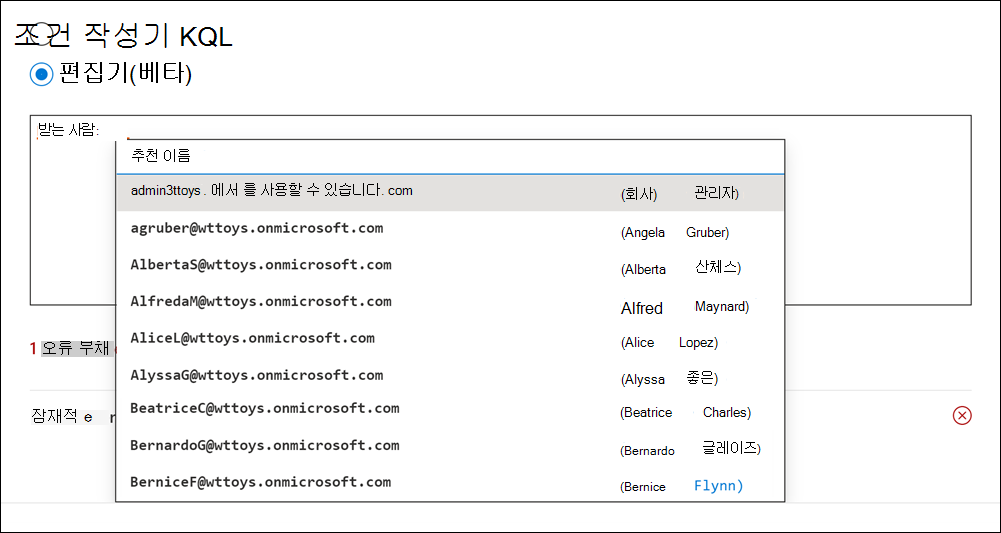 조건 작성기 KQL
편집기(베타)
받는 사람:
추천 이름
admin3ttoys . 에서 를 사용할 수 있습니다. com (회사) 관리자)
agruber@wttoys.onmicrosoft.com (Angela Gruber)
AlbertaS@wttoys.onmicrosoft.com (Alberta 산체스)
AlfredaM@wttoys.onmicrosoft.com Alfred Maynard)
AliceL@wttoys.onmicrosoft.com (Alice Lopez)
AlyssaG@wttoys.onmicrosoft.com (Alyssa 좋은)
1 오류 부채
BeatriceC@wttoys.onmicrosoft.com (Beatrice Charles)
잠재적 e
BernardoG@wttoys.onmicrosoft.com (Bernardo 글레이즈)
BerniceF@wttoys.onmicrosoft.com (Bernice Flynn)